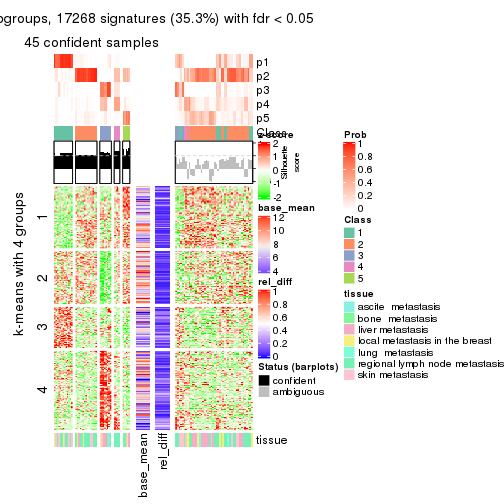 ogroups, 17268 signatures (35.3%) with fdr < 0.05
45 confident samples
p1
p2
p3
p4
p5
Class
z-score
2
1
0
-1
-2
Silhouette
score
base_mean
12
10
8
6
4
rel_diff
1
0.8
0.6
0.4
0.2
0
Status (barplots)
confident
ambiguous
Prob
1
0.8
0.6
0.4
0.2
0
Class
1
2
3
4
5
tissue
ascite metastasis
bone metastasis
liver metastasis
local metastasis in the breast
lung metastasis
regional lymph node metastasis
skin metastasis
k-means with 4 groups
1
2
3
4
tissue
base_mean
rel_diff